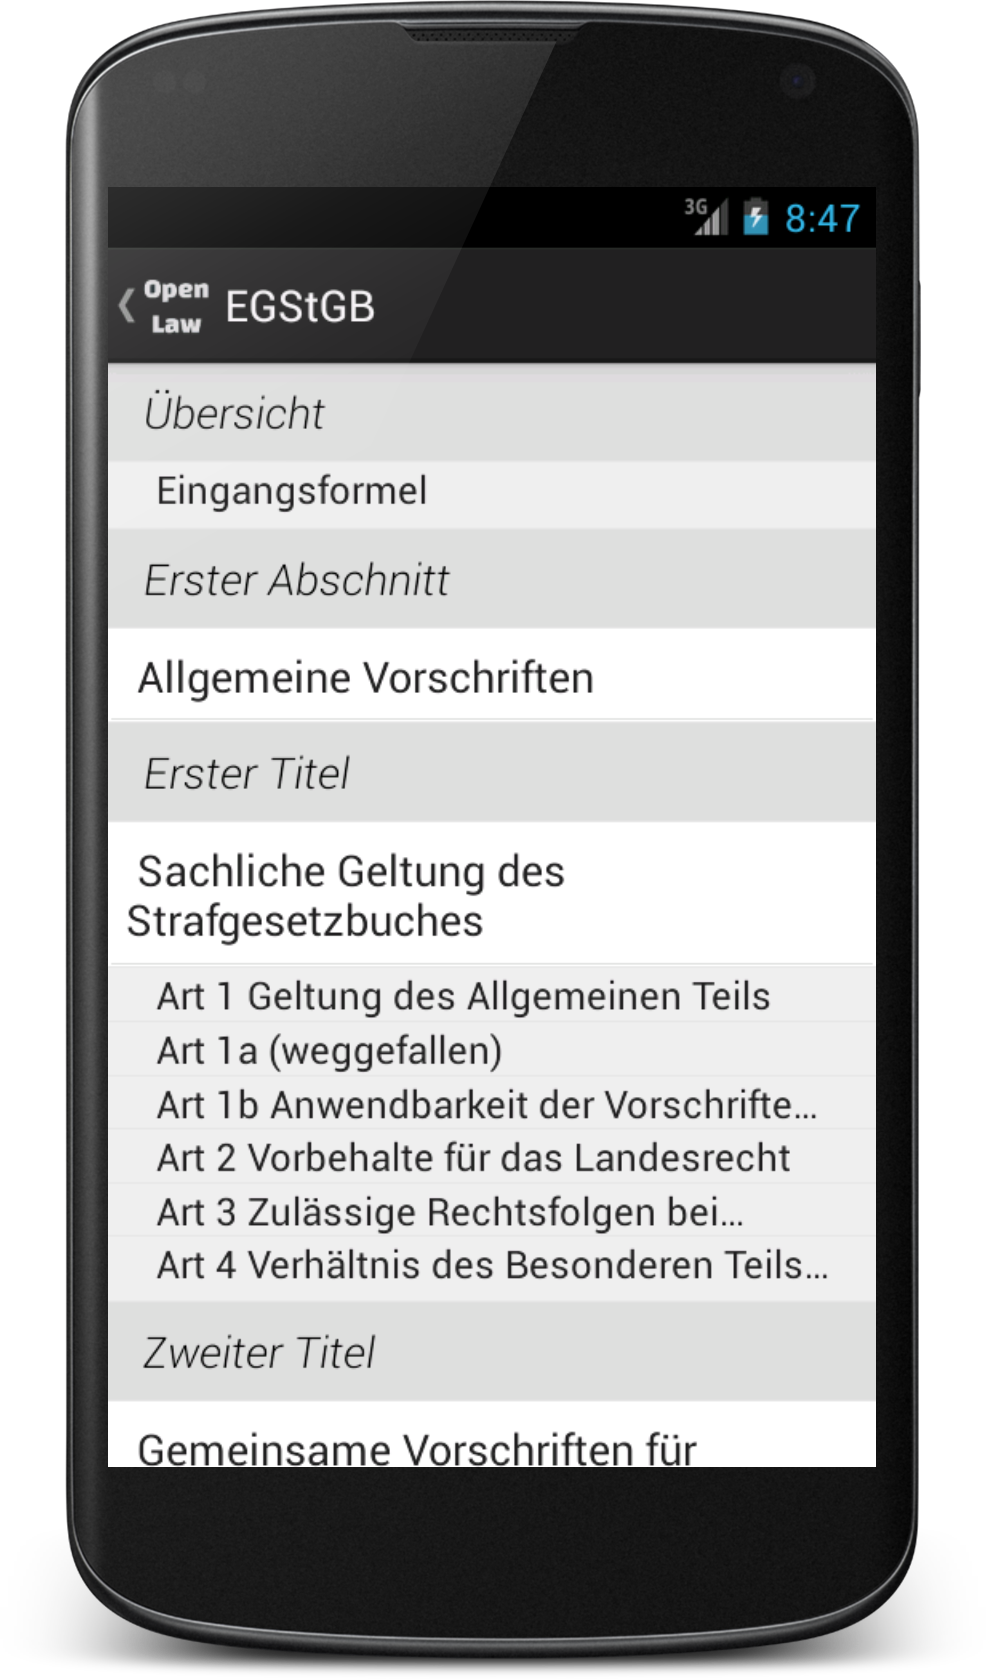 3G 8:47
Open
Law
EGStGB
Übersicht
Eingangsformel
Erster Abschnitt
Allgemeine Vorschriften
Erster Titel
Sachliche Geltung des
Strafgesetzbuches
Art 1 Geltung des Allgemeinen Teils
Art 1a (weggefallen)
Art 1b Anwendbarkeit der Vorschrifte...
Art 2 Vorbehalte für das Landesrecht
Art 3 Zulässige Rechtsfolgen bei...
Art 4 Verhältnis des Besonderen Teils...
Zweiter Titel
Gemeinsame Vorschriften für